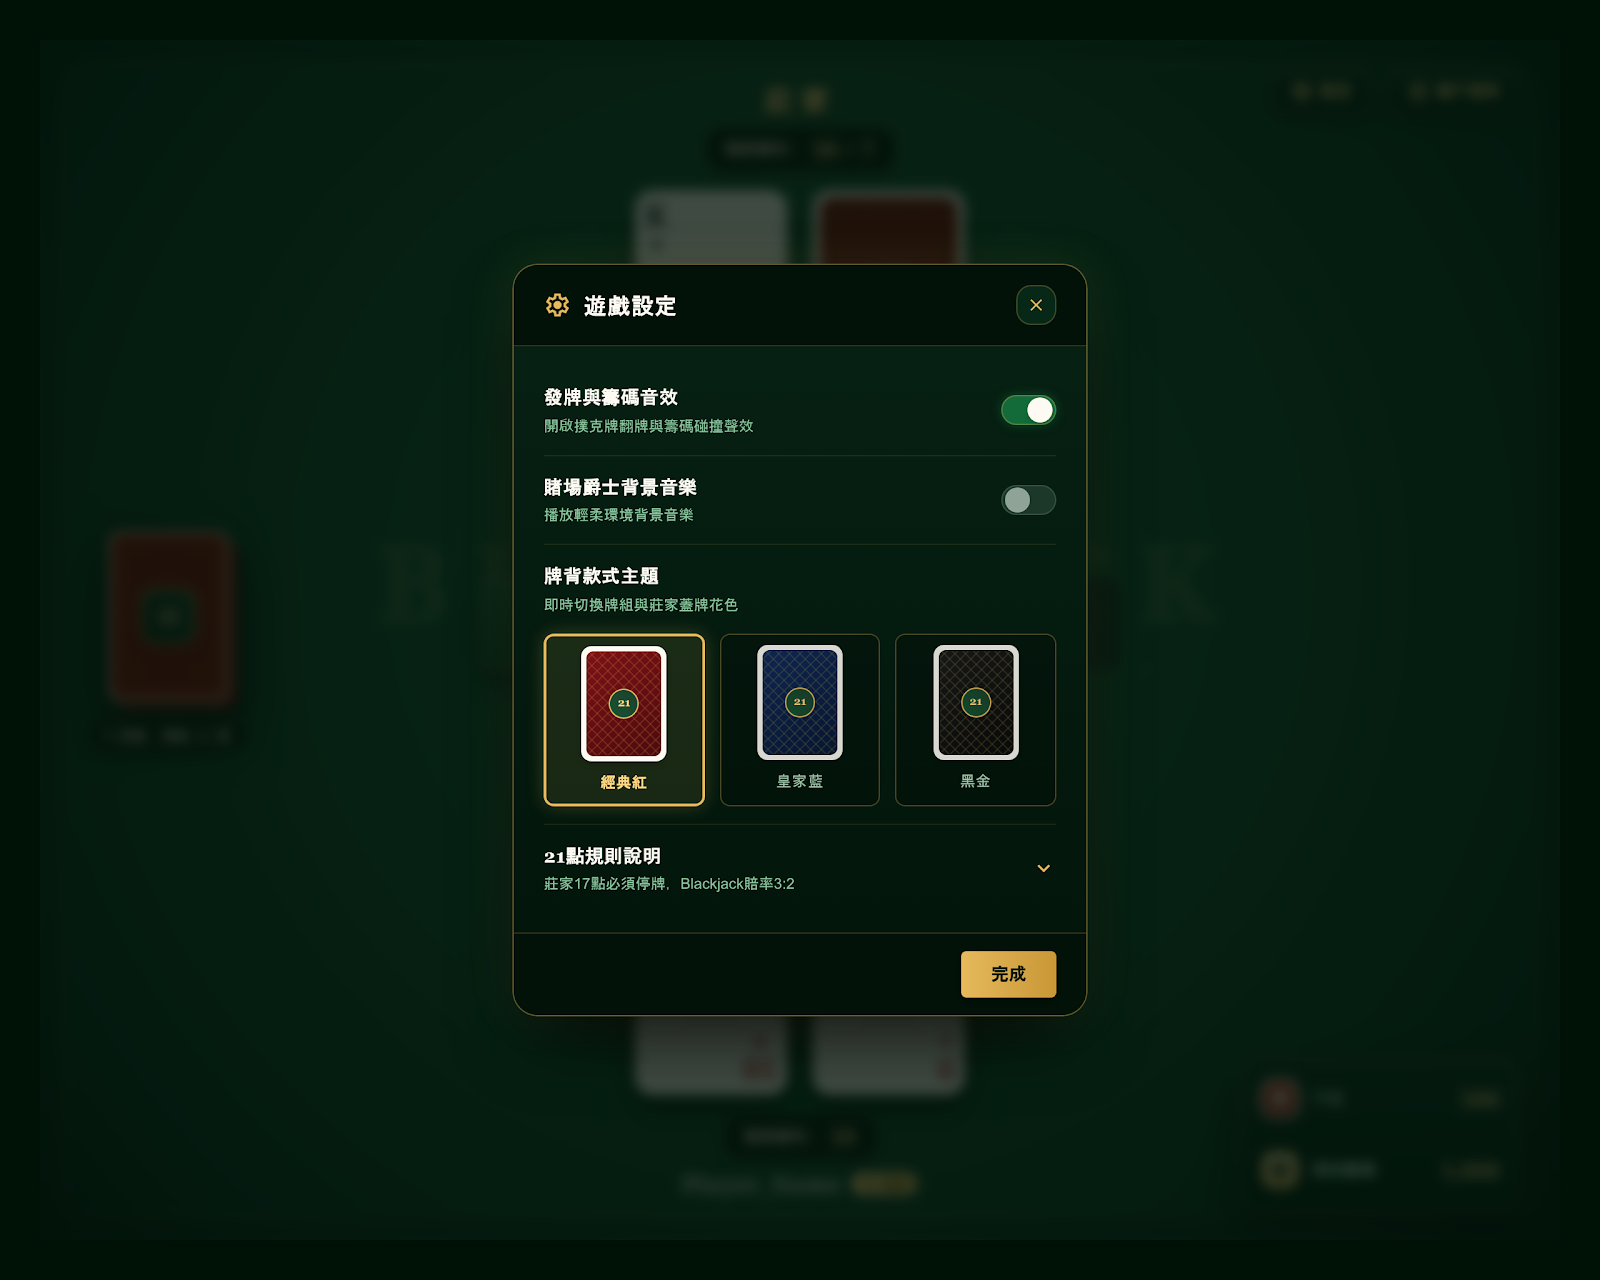 遊戲設定
發牌與籌碼音效
開啟撲克牌翻牌與籌碼碰撞聲效
賭場爵士背景音樂
播放輕柔環境背景音樂
牌背款式主題
即時切換牌組與莊家蓋牌花色
21
21
21
經典紅
皇家藍
黑金
21點規則說明
莊家17點必須停牌，Blackjack賠率3:2
完成